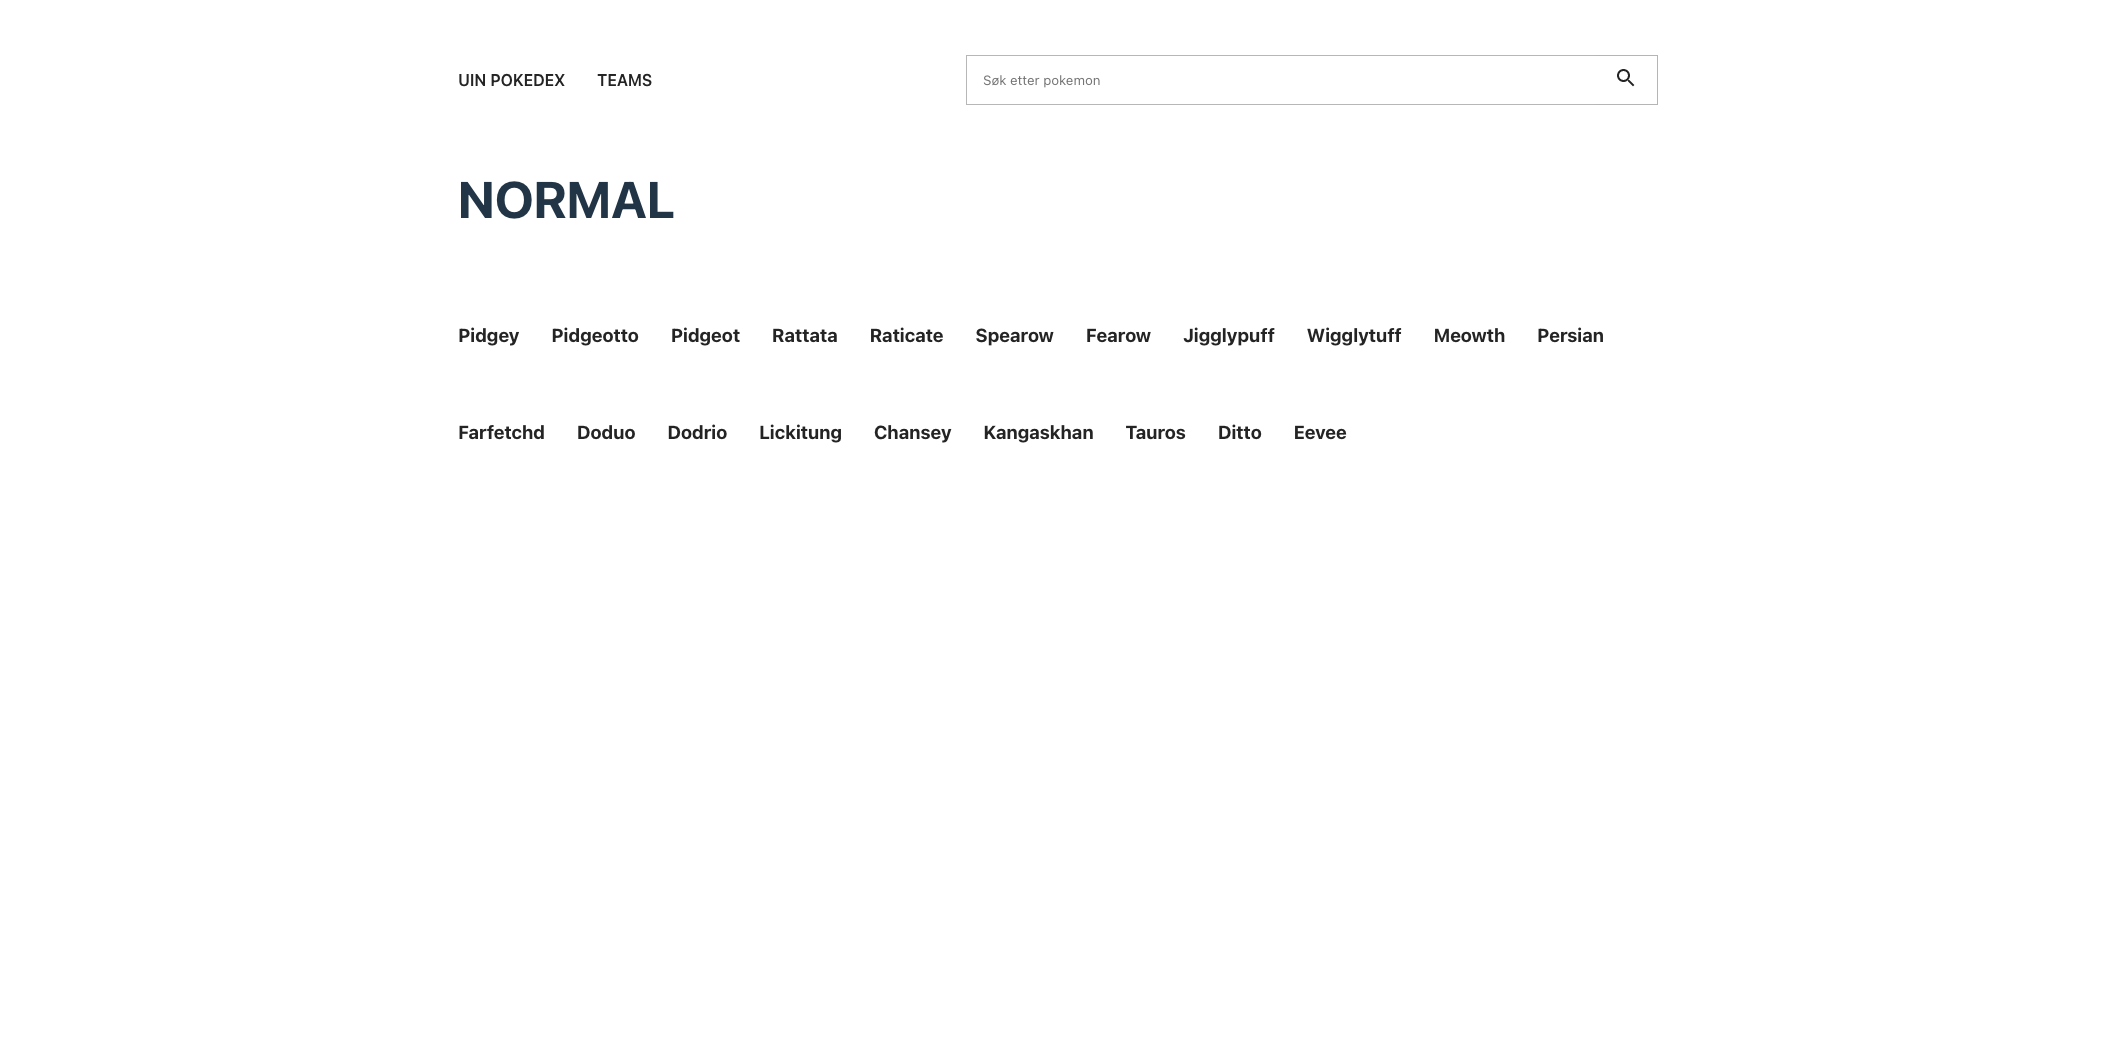 UIN POKEDEX TEAMS Søk etter pokemon
NORMAL
Pidgey Pidgeotto Pidgeot Rattata Raticate Spearow Fearow Jigglypuff Wigglytuff Meowth Persian
Farfetchd Doduo Dodrio Lickitung Chansey Kangaskhan Tauros Ditto Eevee